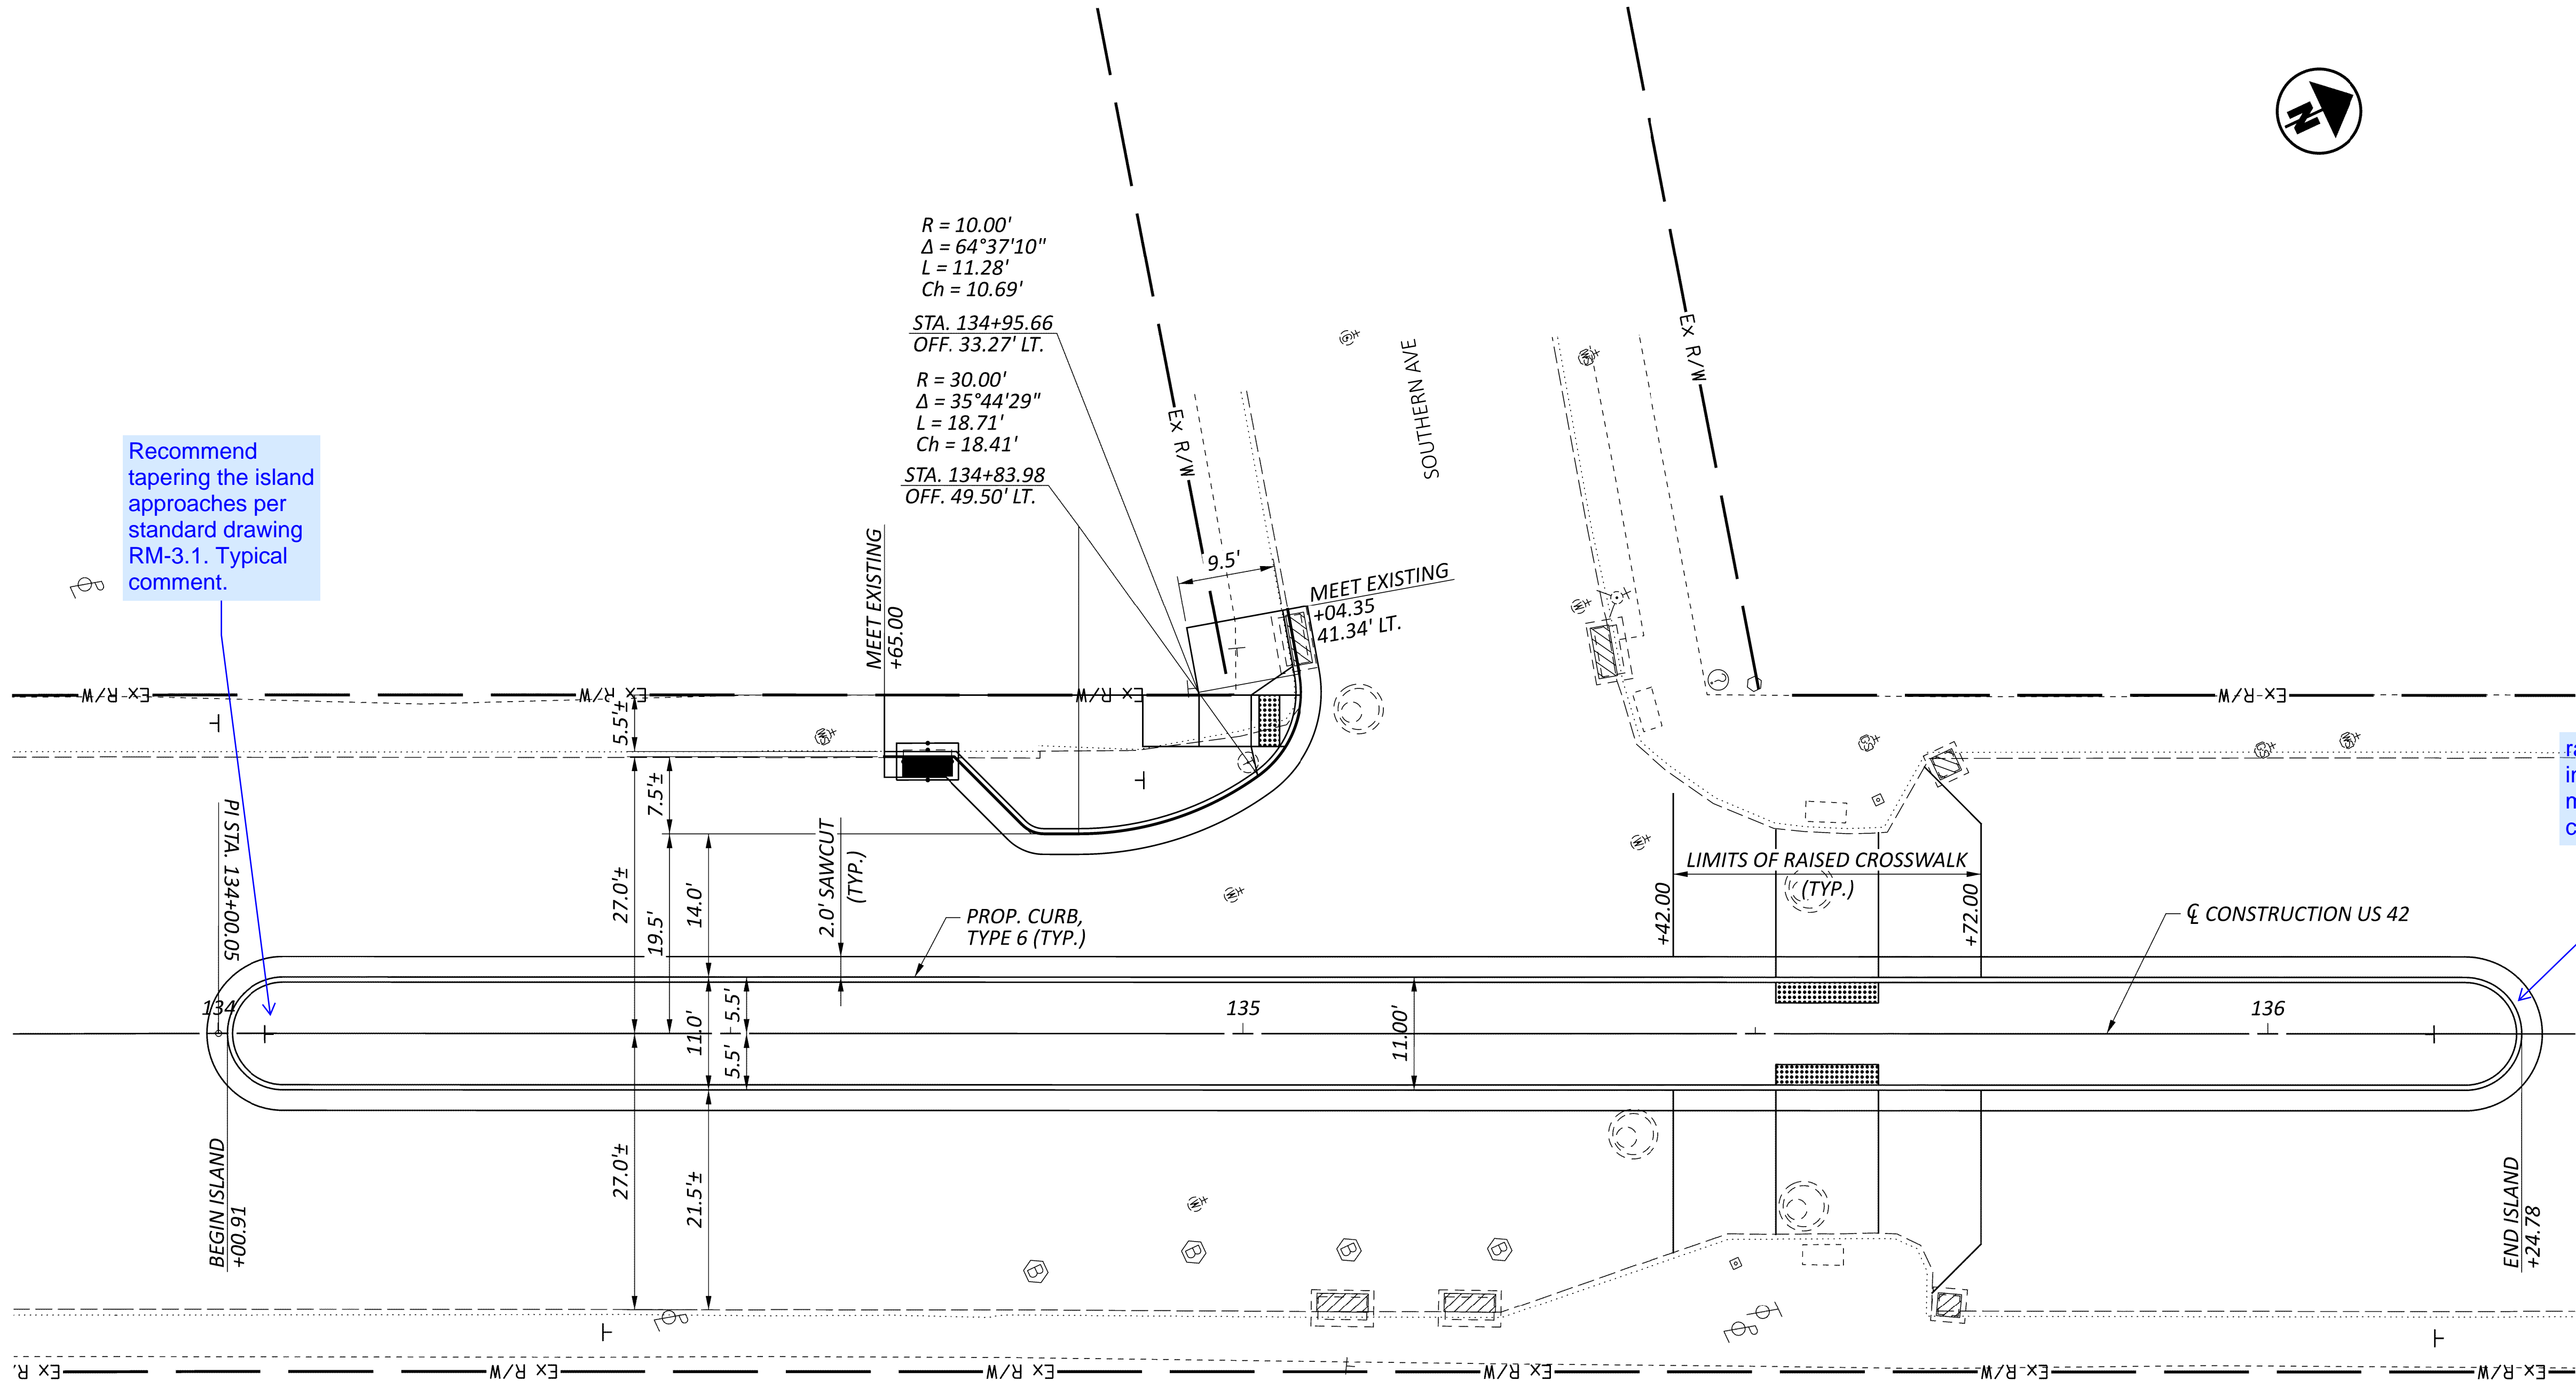 N
R = 10.00'
Δ = 64°37'10"
L = 11.28'
Ch = 10.69'
STA. 134+95.66
OFF. 33.27' LT.
R = 30.00'
Δ = 35°44'29"
L = 18.71'
Ch = 18.41'
STA. 134+83.98
OFF. 49.50' LT.
Recommend
tapering the island
approaches per
standard drawing
RM-3.1. Typical
comment.
SOUTHERN AVE
Ex R/W
Ex R/W
9.5'
MEET EXISTING
+04.35
41.34' LT.
MEET EXISTING
+65.00
Ex R/W
Ex R/W
Ex R/W
Ex R/W
5.5'±
7.5'±
27.0'±
19.5'
14.0'
2.0' SAWCUT
(TYP.)
PI STA. 134+00.05
PROP. CURB,
TYPE 6 (TYP.)
LIMITS OF RAISED CROSSWALK
(TYP.)
+42.00
+72.00
℄ CONSTRUCTION US 42
134
135
136
11.0'
5.5'
5.5'
11.00'
27.0'±
21.5'±
BEGIN ISLAND
+00.91
END ISLAND
+24.78
B
B
B
B
Ex R/W
Ex R/W
Ex R/W
Ex R/W
Ex R/W